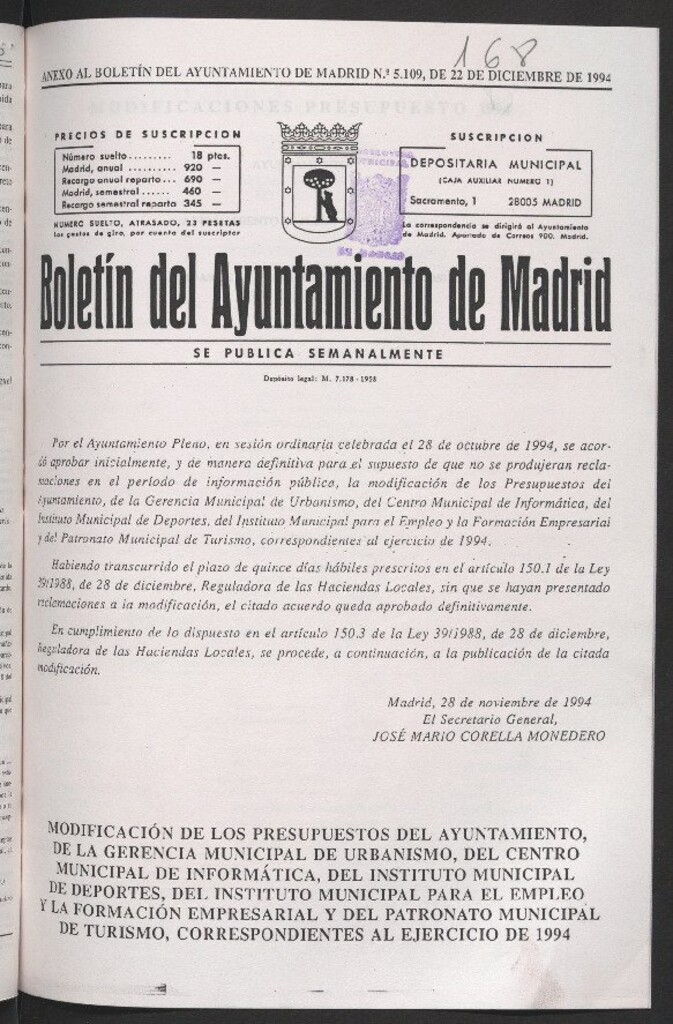 168
ANEXO AL BOLETÍN DEL AYUNTAMIENTO DE MADRID N.º 5.109, DE 22 DE DICIEMBRE DE 1994
PRECIOS DE SUSCRIPCION
Número suelto......... 18 ptas.
Madrid, anual .......... 920 —
Recargo anual reparto... 690 —
Madrid, semestral ...... 460 —
Recargo semestral reparto 345 —
NUMERO SUELTO, ATRASADO, 23 PESETAS
los gastos de giro, por cuenta del suscriptor
SUSCRIPCION
DEPOSITARIA MUNICIPAL
(CAJA AUXILIAR NUMERO 1)
Sacramento, 1 28005 MADRID
La correspondencia se dirigirá al Ayuntamiento
de Madrid. Apartado de Correos 900. Madrid.
Boletín del Ayuntamiento de Madrid
SE PUBLICA SEMANALMENTE
Depósito legal: M. 7.178 - 1958
Por el Ayuntamiento Pleno, en sesión ordinaria celebrada el 28 de octubre de 1994, se acor-
dó aprobar inicialmente, y de manera definitiva para el supuesto de que no se produjeran recla-
maciones en el período de información pública, la modificación de los Presupuestos del
Ayuntamiento, de la Gerencia Municipal de Urbanismo, del Centro Municipal de Informática, del
Instituto Municipal de Deportes, del Instituto Municipal para el Empleo y la Formación Empresarial
y del Patronato Municipal de Turismo, correspondientes al ejercicio de 1994.
Habiendo transcurrido el plazo de quince días hábiles prescritos en el artículo 150.1 de la Ley
39/1988, de 28 de diciembre, Reguladora de las Haciendas Locales, sin que se hayan presentado
reclamaciones a la modificación, el citado acuerdo queda aprobado definitivamente.
En cumplimiento de lo dispuesto en el artículo 150.3 de la Ley 39/1988, de 28 de diciembre,
Reguladora de las Haciendas Locales, se procede, a continuación, a la publicación de la citada
modificación.
Madrid, 28 de noviembre de 1994
El Secretario General,
JOSÉ MARIO CORELLA MONEDERO
MODIFICACIÓN DE LOS PRESUPUESTOS DEL AYUNTAMIENTO,
DE LA GERENCIA MUNICIPAL DE URBANISMO, DEL CENTRO
MUNICIPAL DE INFORMÁTICA, DEL INSTITUTO MUNICIPAL
DE DEPORTES, DEL INSTITUTO MUNICIPAL PARA EL EMPLEO
Y LA FORMACIÓN EMPRESARIAL Y DEL PATRONATO MUNICIPAL
DE TURISMO, CORRESPONDIENTES AL EJERCICIO DE 1994